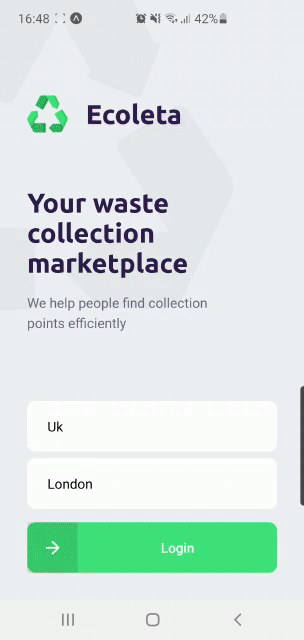 16:48 42%
Ecoleta
Your waste
collection
marketplace
We help people find collection
points efficiently
Uk
London
Login